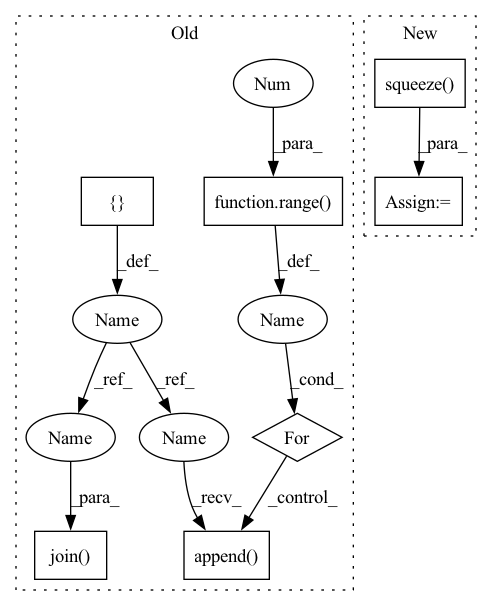 Old
New
Num
squeeze()
_para_
_para_
{}
function.range()
Assign:=
_def_
_def_
Name
Name
_ref_
_ref_
_cond_
Name
Name
For
_para_
_recv_
_control_
join()
append()